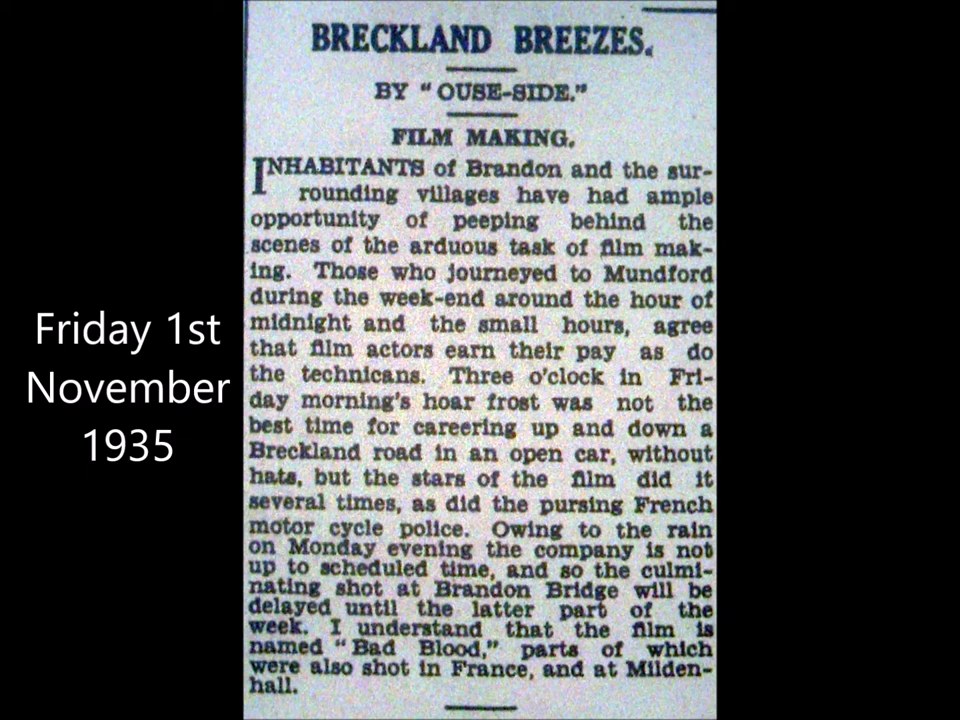 BRECKLAND BREEZES.
BY "OUSE-SIDE."
FILM MAKING.
INHABITANTS of Brandon and the sur-
rounding villages have had ample
opportunity of peeping behind the
scenes of the arduous task of film mak-
ing. Those who journeyed to Mundford
during the week-end around the hour of
midnight and the small hours, agree
that film actors earn their pay as do
the technicans. Three o'clock in Fri-
day morning's hoar frost was not the
best time for careering up and down a
Breckland road in an open car, without
hats, but the stars of the film did it
several times, as did the pursing French
motor cycle police. Owing to the rain
on Monday evening the company is not
up to scheduled time, and so the culmi-
nating shot at Brandon Bridge will be
delayed until the latter part of the
week. I understand that the film is
named "Bad Blood," parts of which
were also shot in France, and at Milden-
hall.
Friday 1st
November
1935